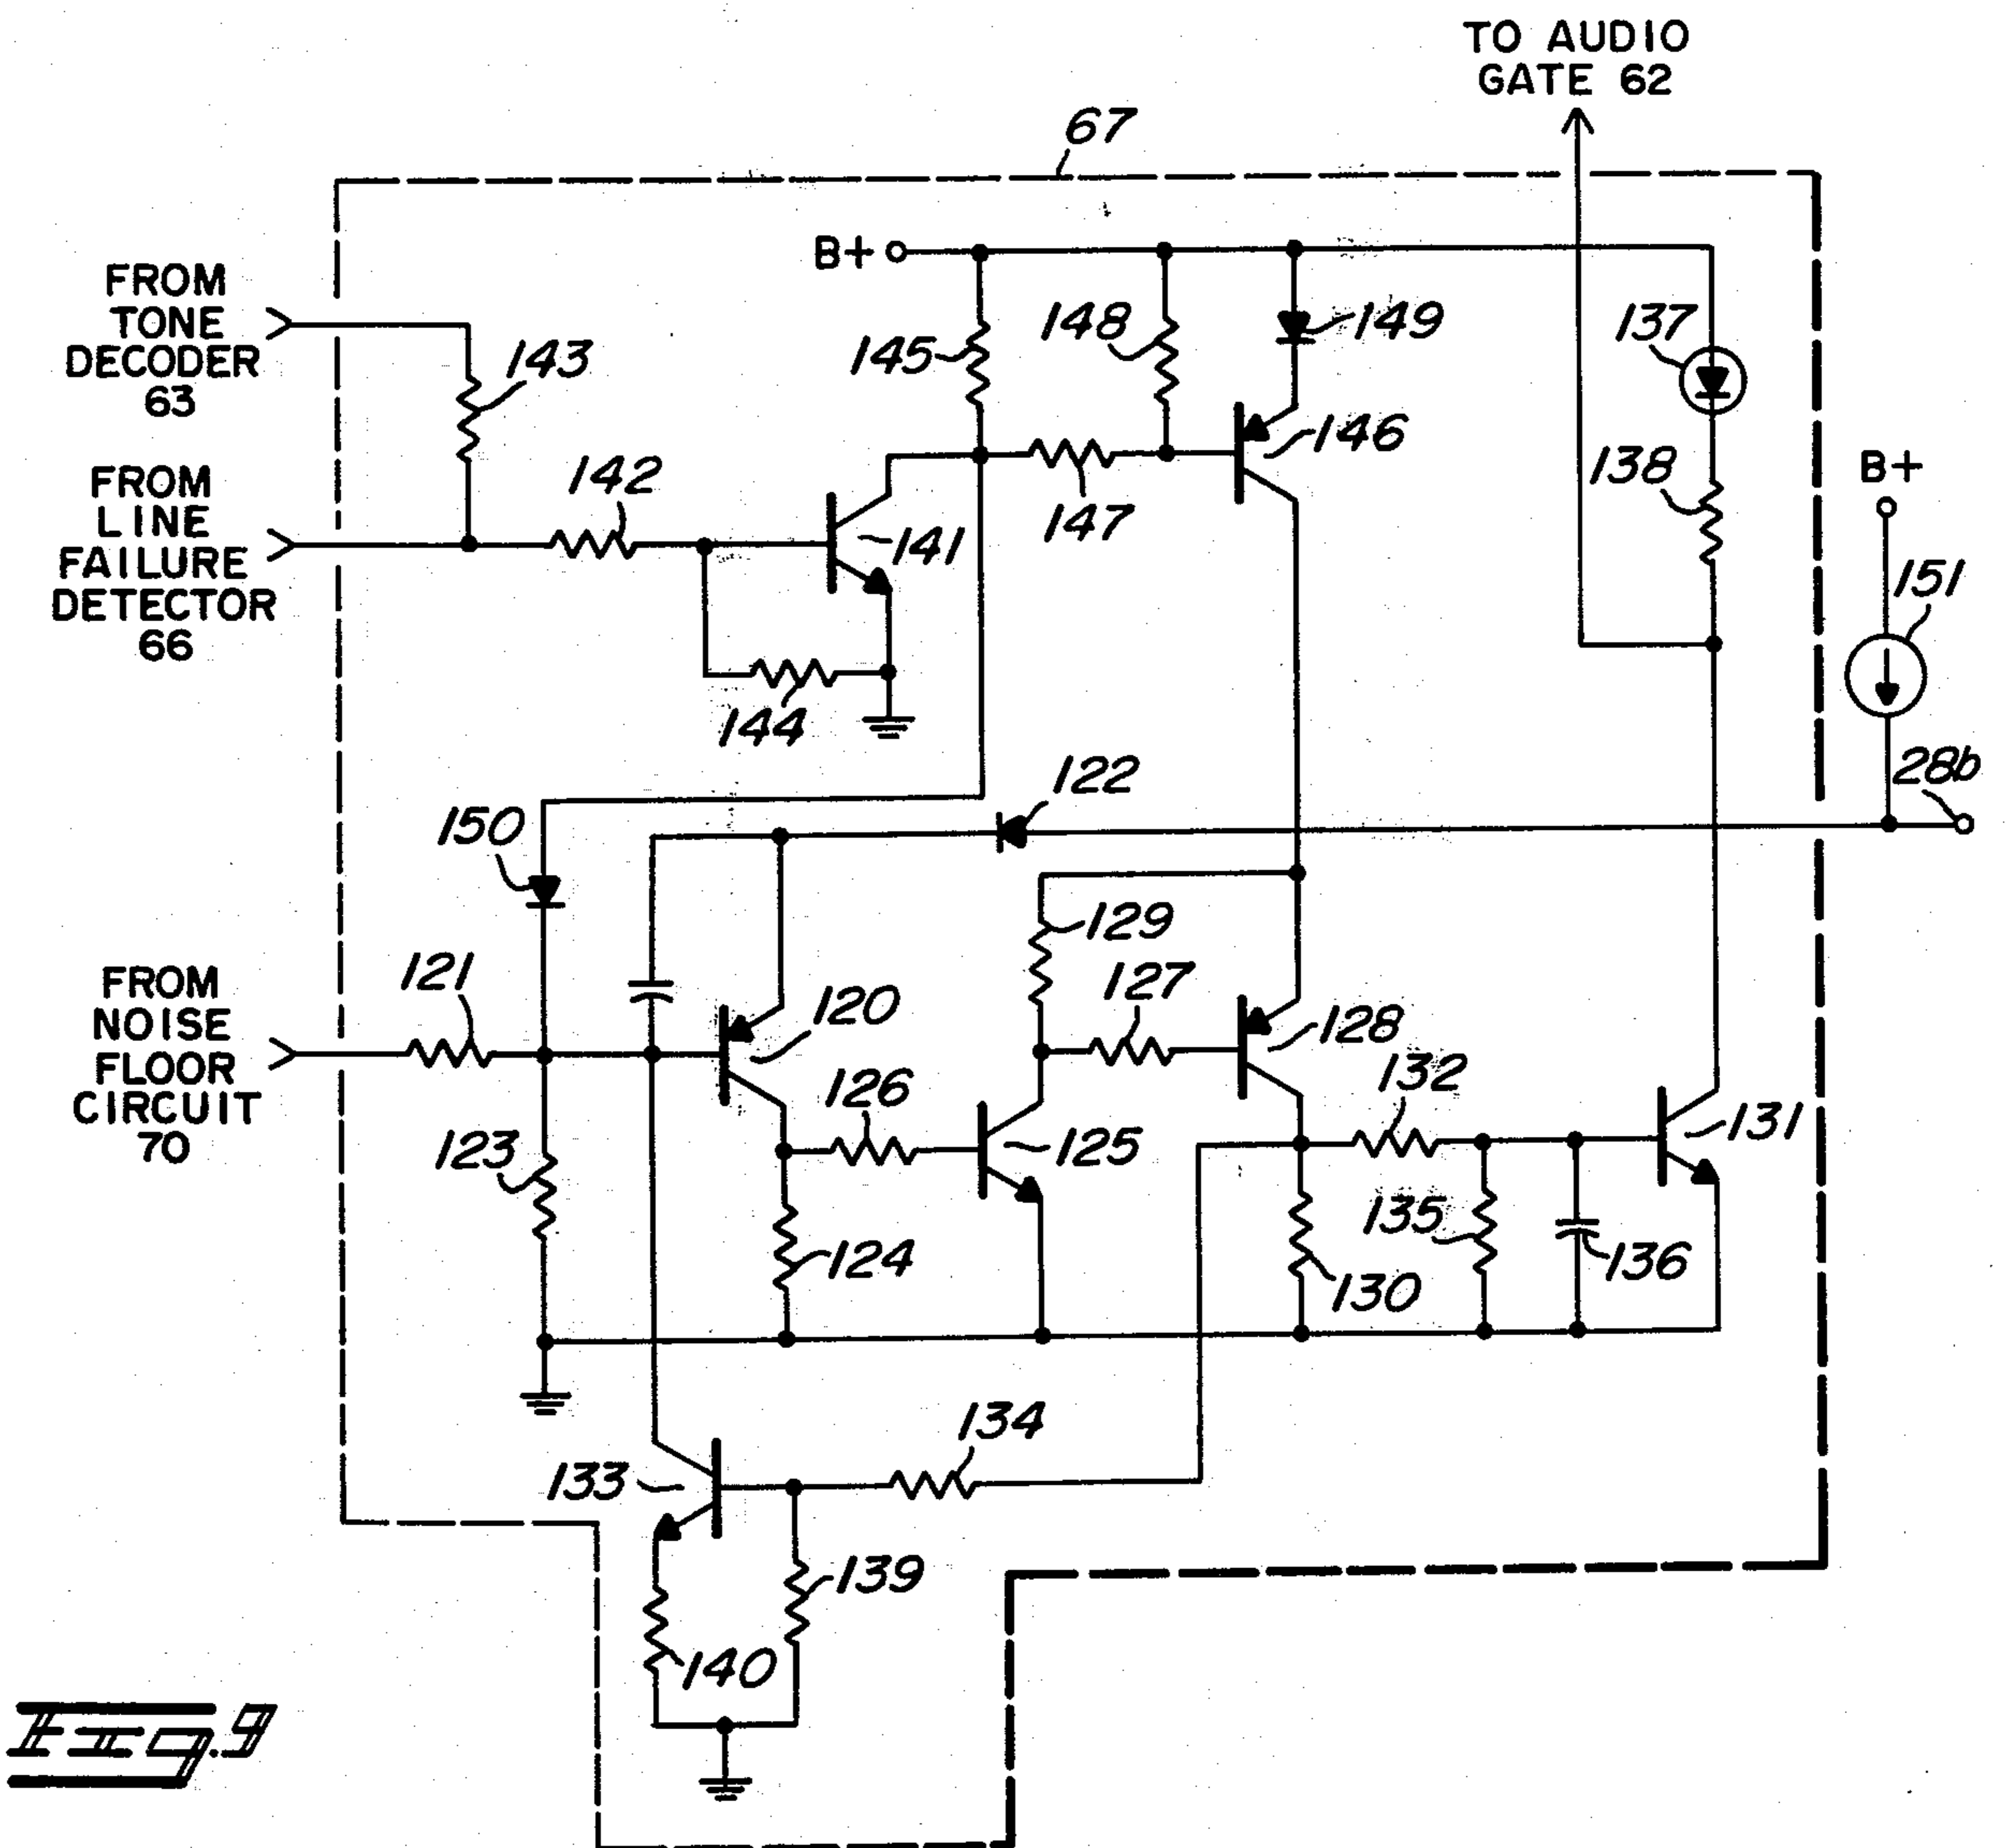 TO AUDIO
GATE 62
67
B+
FROM
TONE
DECODER
63
143
145
148
149
137
146
138
B+
FROM
LINE
FAILURE
DETECTOR
66
142
147
141
151
144
122
28b
150
129
FROM
NOISE
FLOOR
CIRCUIT
70
121
120
127
128
132
126
125
131
123
124
135
136
130
134
133
139
140
Fig. 9